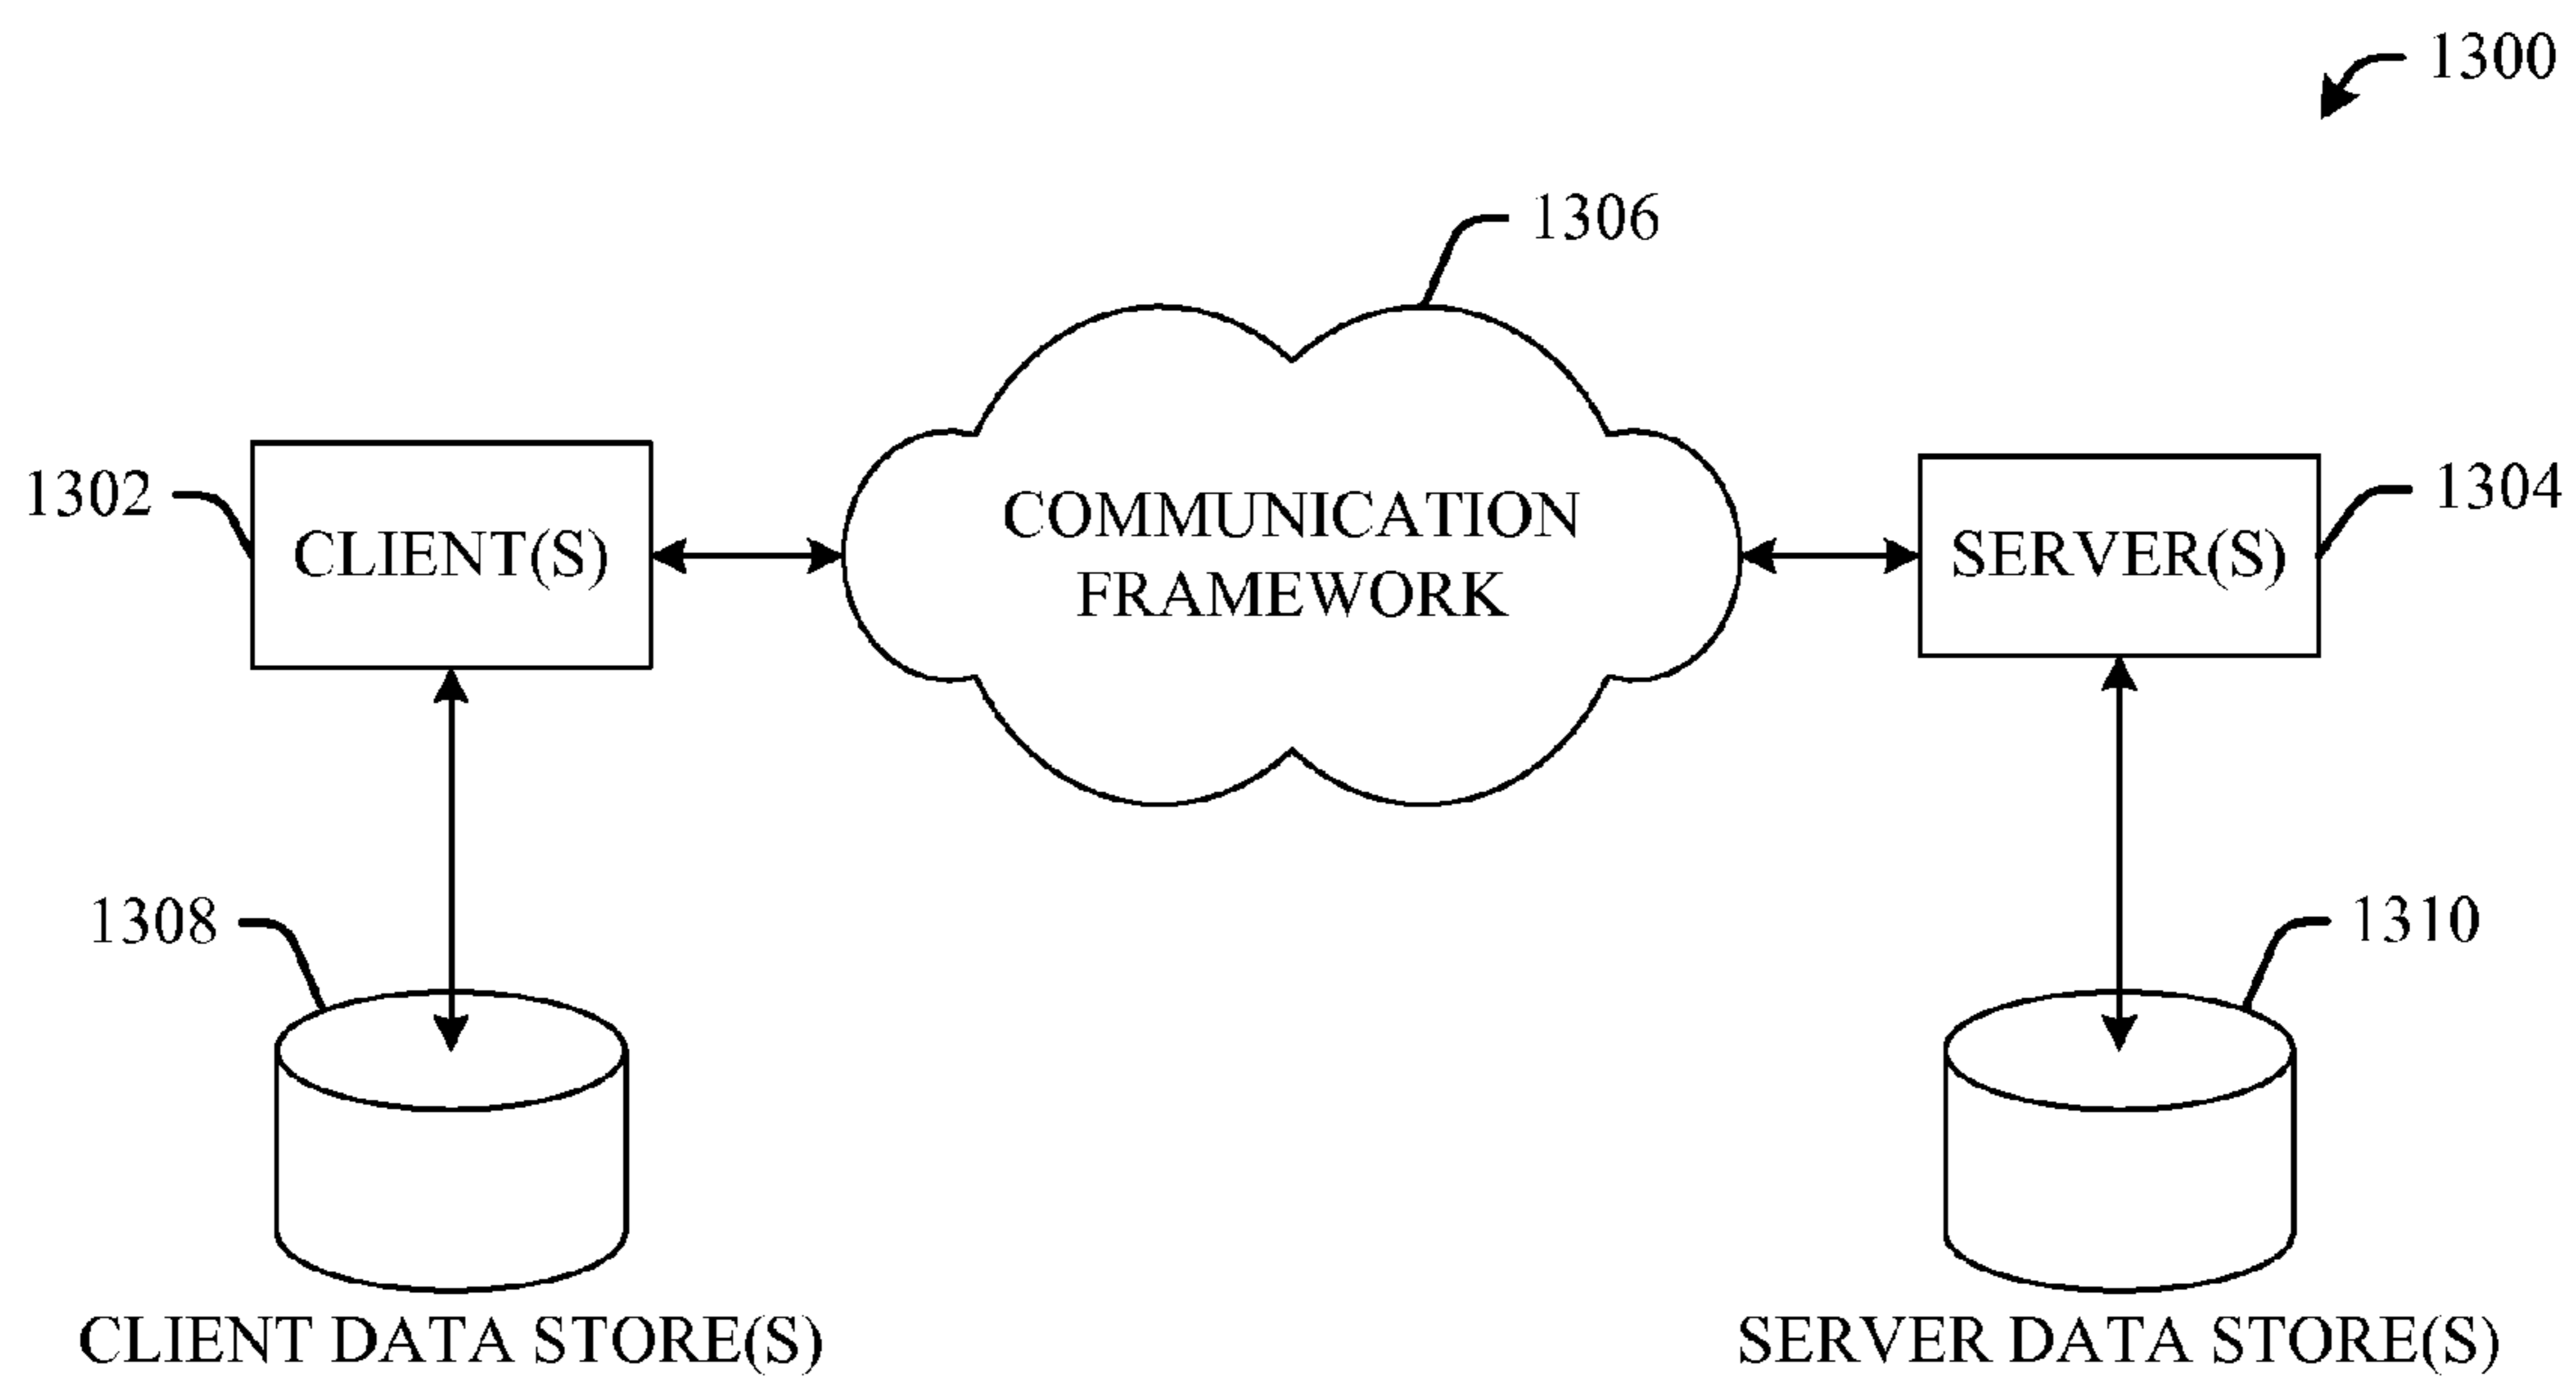 1300
1306
1302
CLIENT(S)
COMMUNICATION
FRAMEWORK
SERVER(S)
1304
1308
1310
CLIENT DATA STORE(S)
SERVER DATA STORE(S)